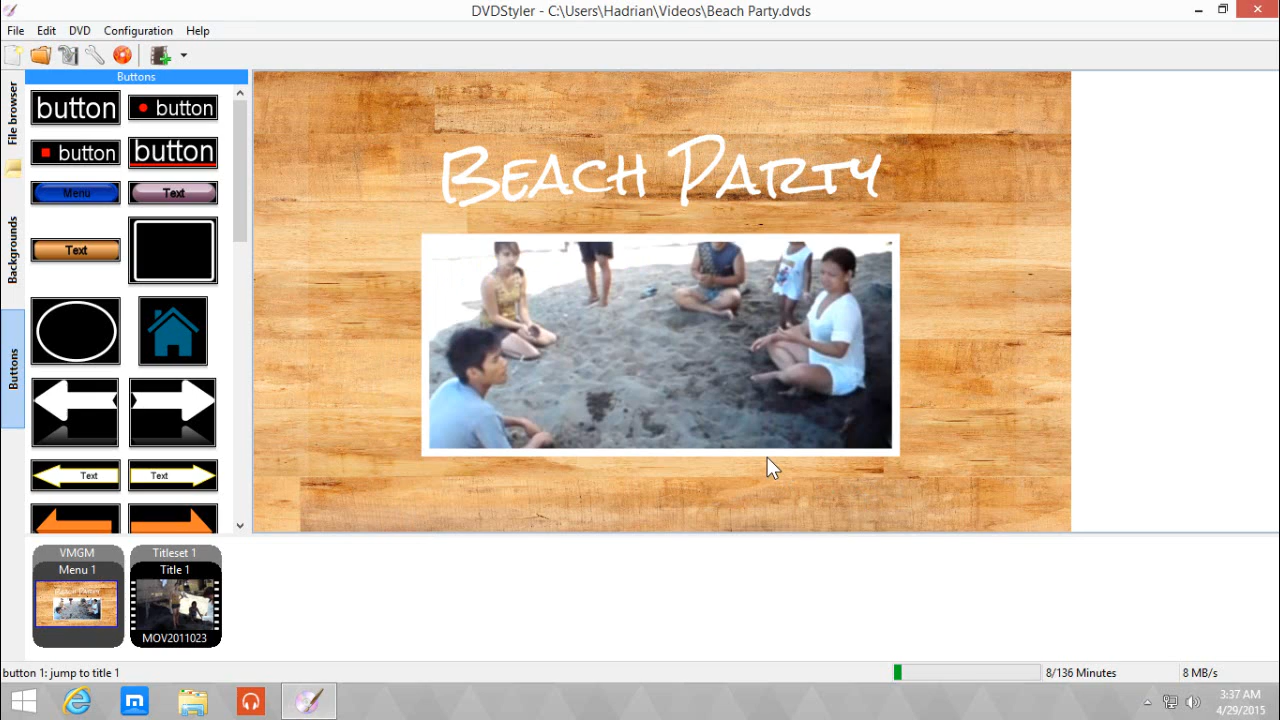 DVDStyler - C:\Users\Hadrian\Videos\Beach Party.dvds
File Edit DVD Configuration Help
Buttons
File browser
Backgrounds
Buttons
button button
button button
Menu Text
Text
Text Text
BEACH PARTY
VMGM Titleset 1
Menu 1 Title 1
Beach Party
MOV2011023
button 1: jump to title 1 8/136 Minutes 8 MB/s
3:37 AM
4/29/2015